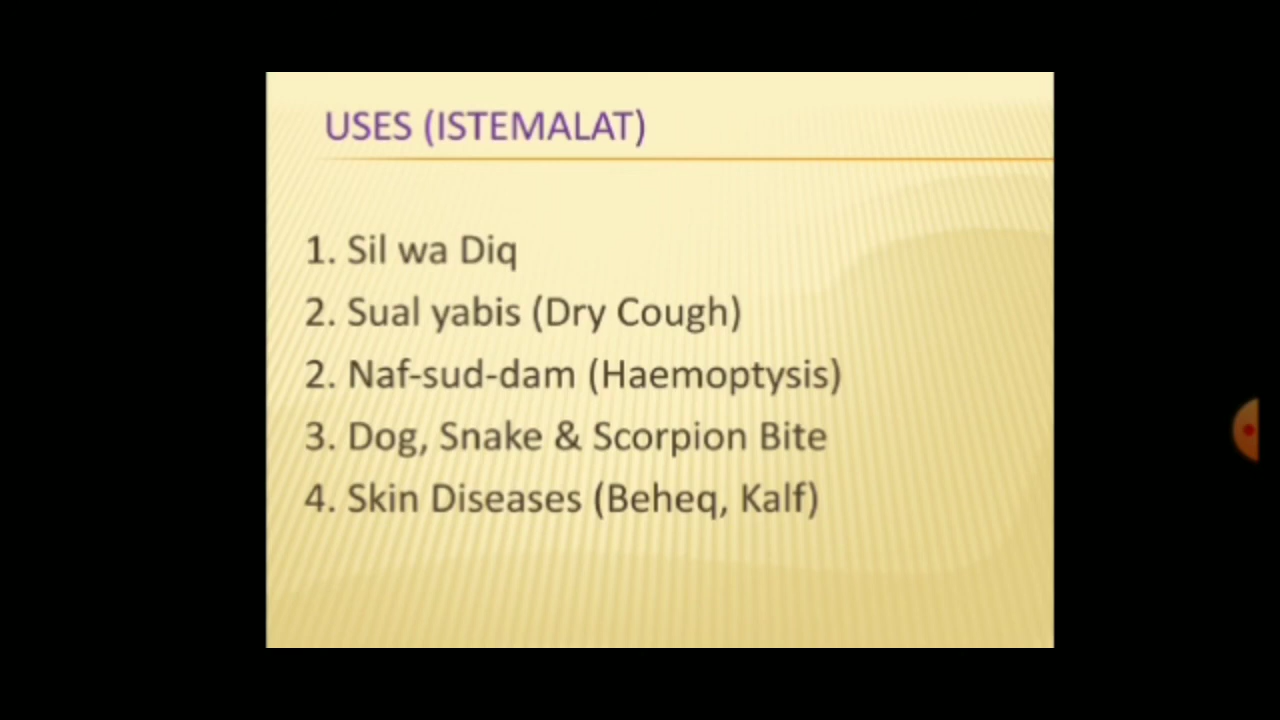 USES (ISTEMALAT)
1. Sil wa Diq
2. Sual yabis (Dry Cough)
2. Naf-sud-dam (Haemoptysis)
3. Dog, Snake & Scorpion Bite
4. Skin Diseases (Beheq, Kalf)